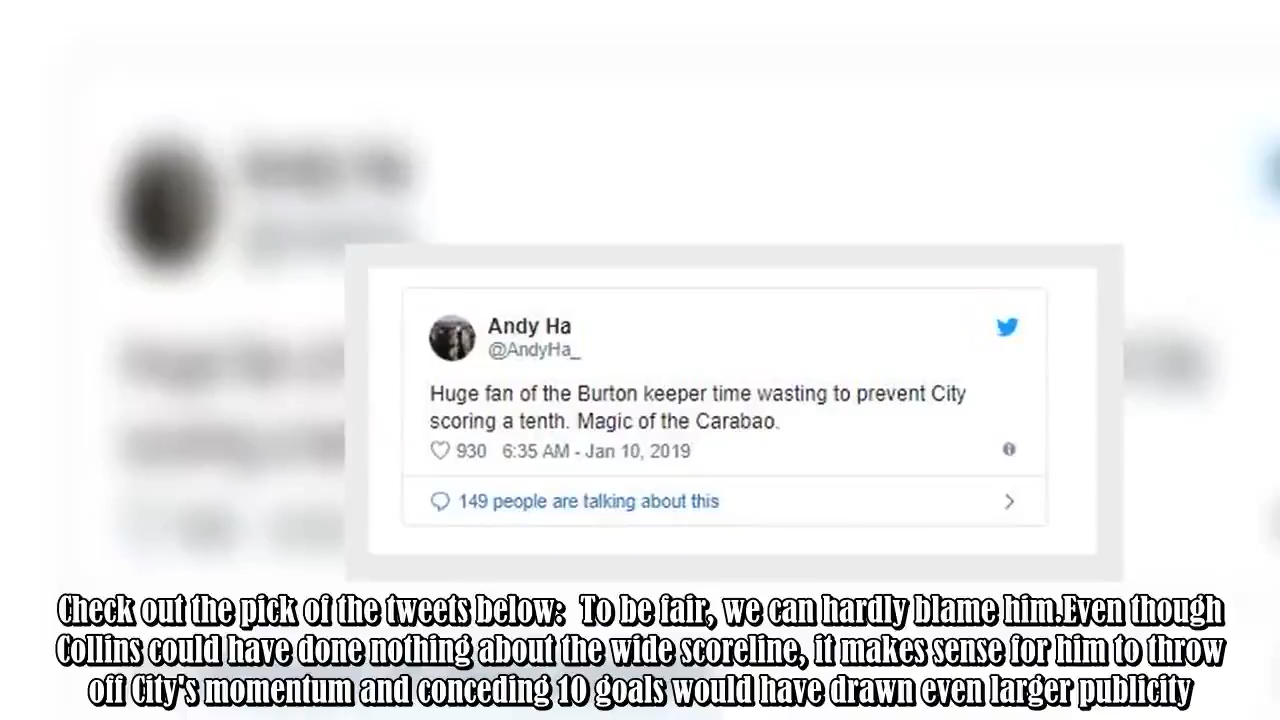 Andy Ha
@AndyHa_
Huge fan of the Burton keeper time wasting to prevent City
scoring a tenth. Magic of the Carabao.
930 6:35 AM - Jan 10, 2019
149 people are talking about this
Check out the pick of the tweets below: To be fair, we can hardly blame him.Even though
Collins could have done nothing about the wide scoreline, it makes sense for him to throw
off City's momentum and conceding 10 goals would have drawn even larger publicity